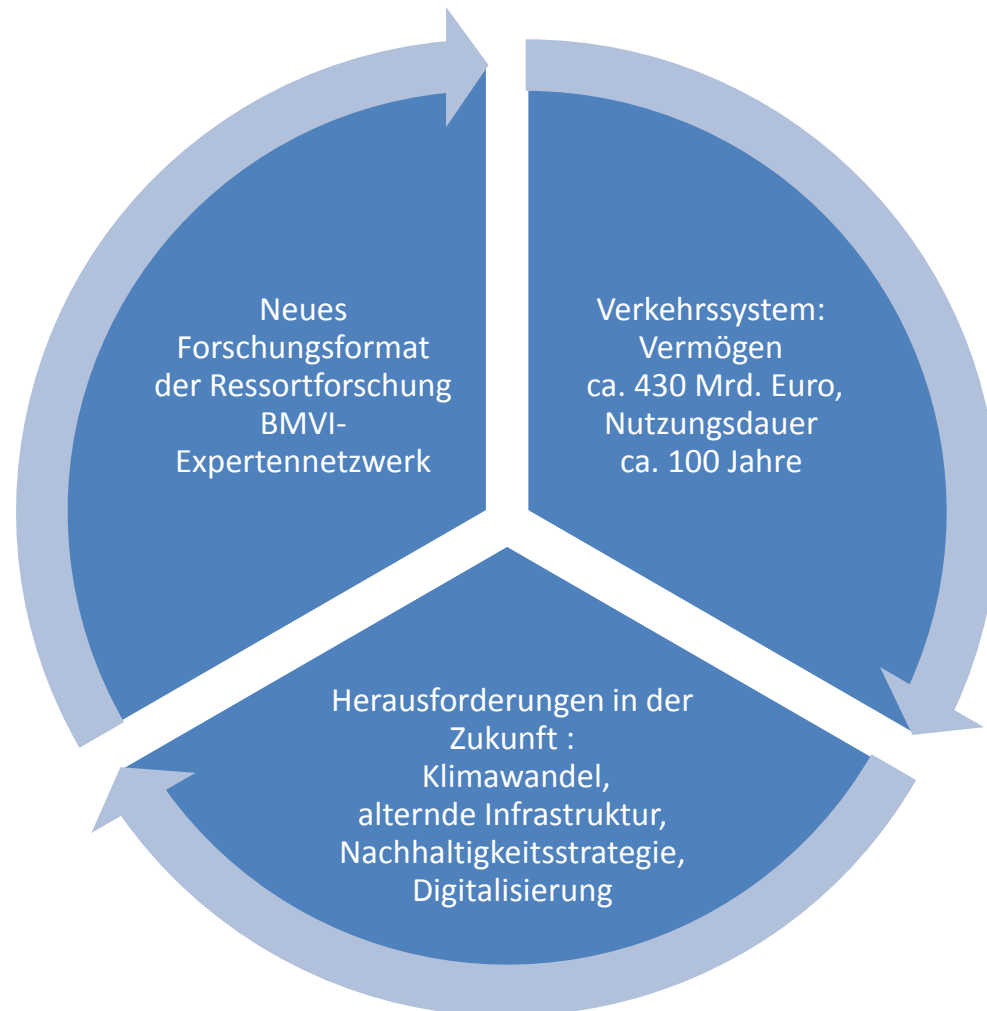 Neues
Forschungsformat
der Ressortforschung
BMVI-
Expertennetzwerk
Verkehrssystem:
Vermögen
ca. 430 Mrd. Euro,
Nutzungsdauer
ca. 100 Jahre
Herausforderungen in der
Zukunft :
Klimawandel,
alternde Infrastruktur,
Nachhaltigkeitsstrategie,
Digitalisierung